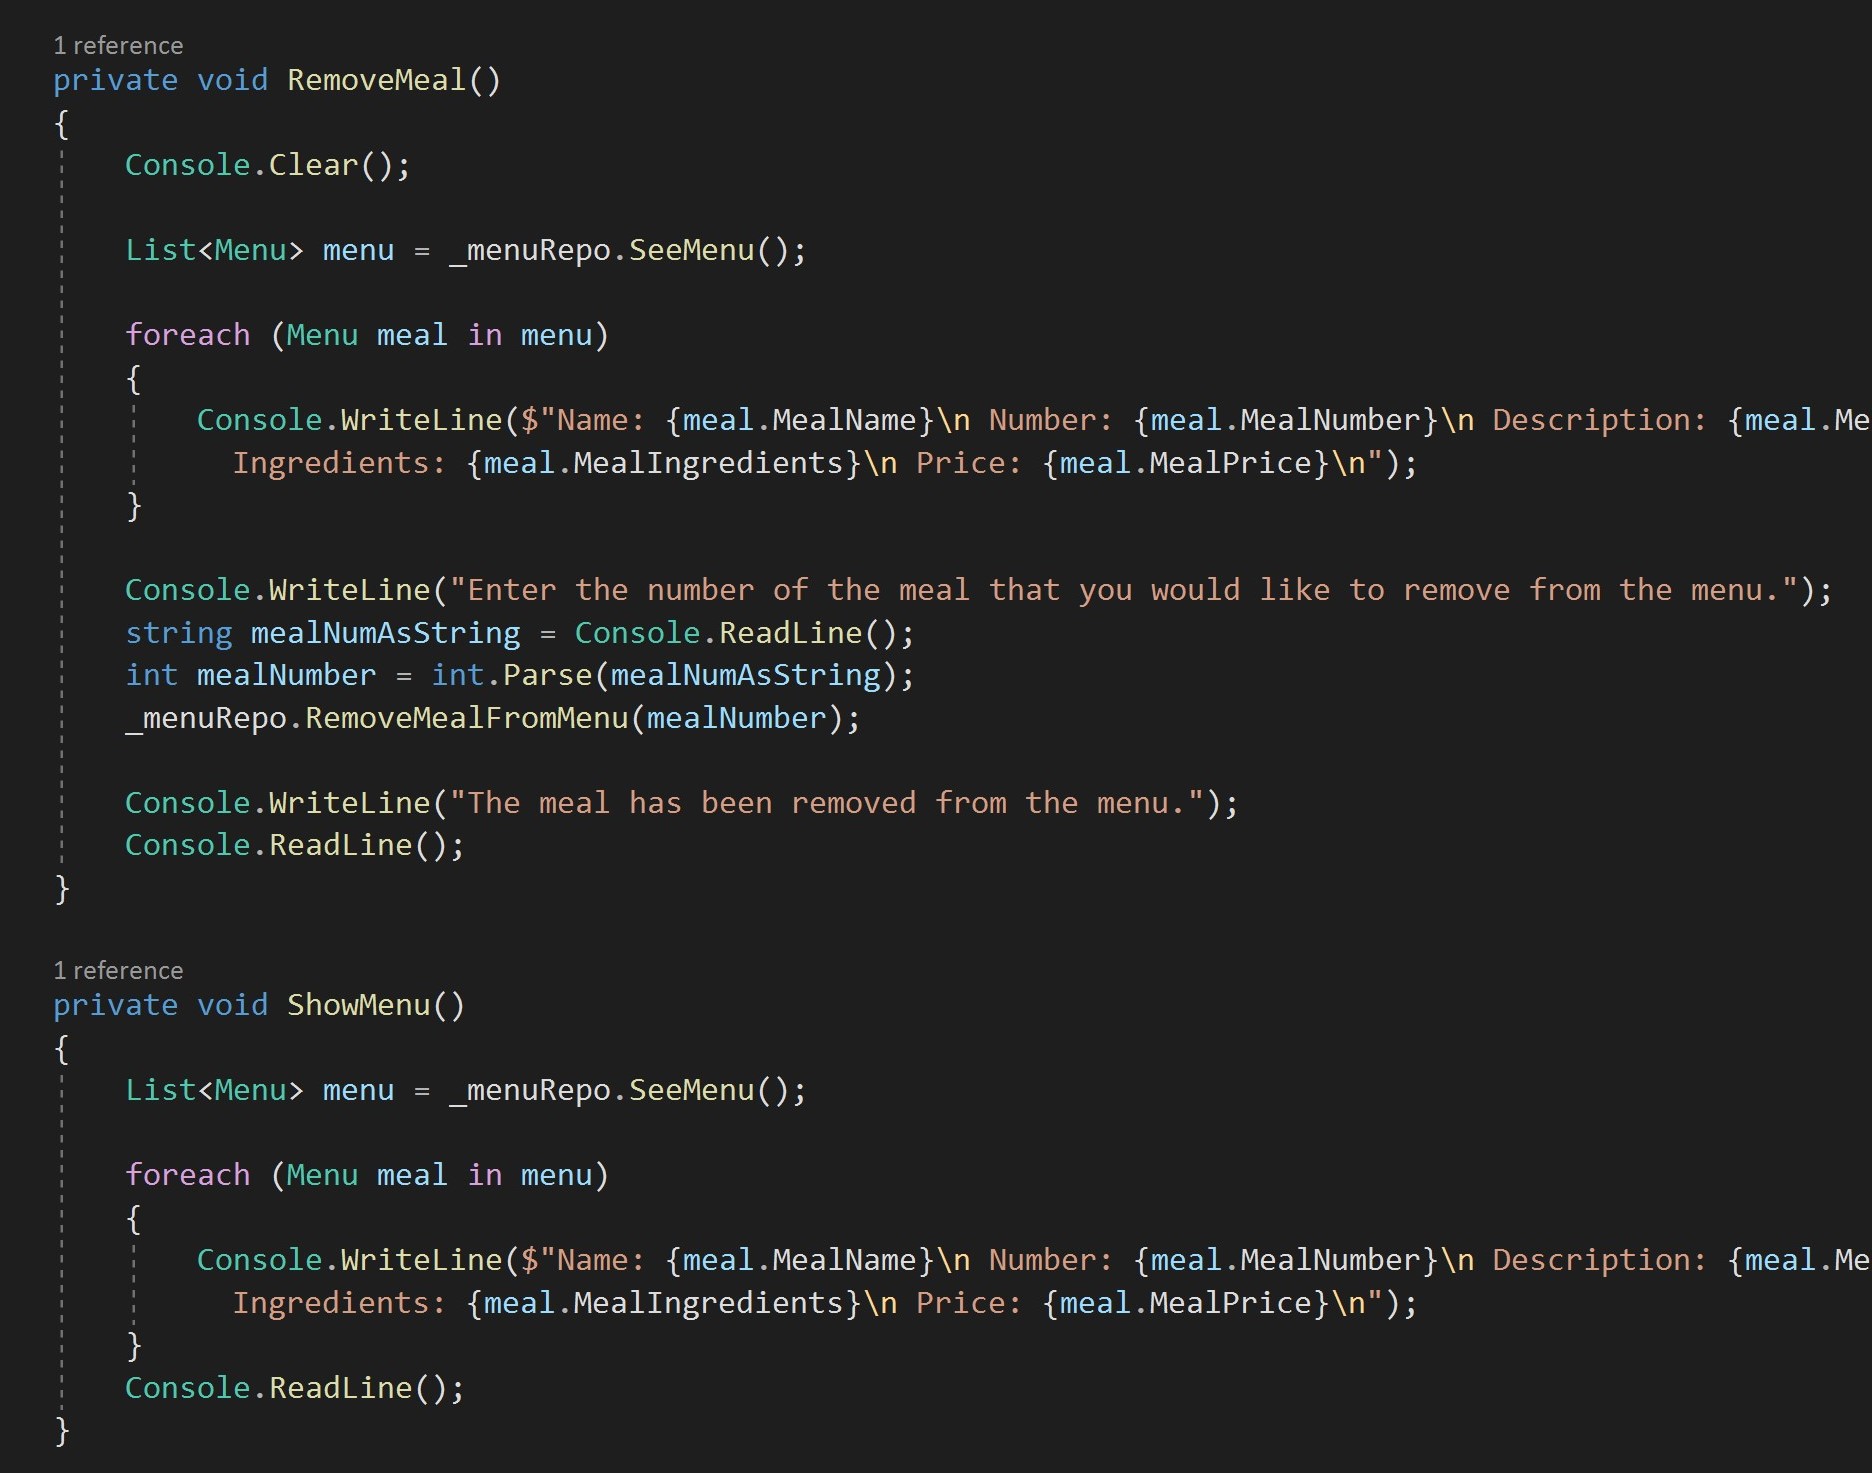 1 reference
private void RemoveMeal()
{
Console.Clear();
List<Menu> menu = _menuRepo.SeeMenu();
foreach (Menu meal in menu)
{
Console.WriteLine($"Name: {meal.MealName}\n Number: {meal.MealNumber}\n Description: {meal.Me
Ingredients: {meal.MealIngredients}\n Price: {meal.MealPrice}\n");
}
Console.WriteLine("Enter the number of the meal that you would like to remove from the menu.");
string mealNumAsString = Console.ReadLine();
int mealNumber = int.Parse(mealNumAsString);
_menuRepo.RemoveMealFromMenu(mealNumber);
Console.WriteLine("The meal has been removed from the menu.");
Console.ReadLine();
}
1 reference
private void ShowMenu()
{
List<Menu> menu = _menuRepo.SeeMenu();
foreach (Menu meal in menu)
{
Console.WriteLine($"Name: {meal.MealName}\n Number: {meal.MealNumber}\n Description: {meal.Me
Ingredients: {meal.MealIngredients}\n Price: {meal.MealPrice}\n");
}
Console.ReadLine();
}